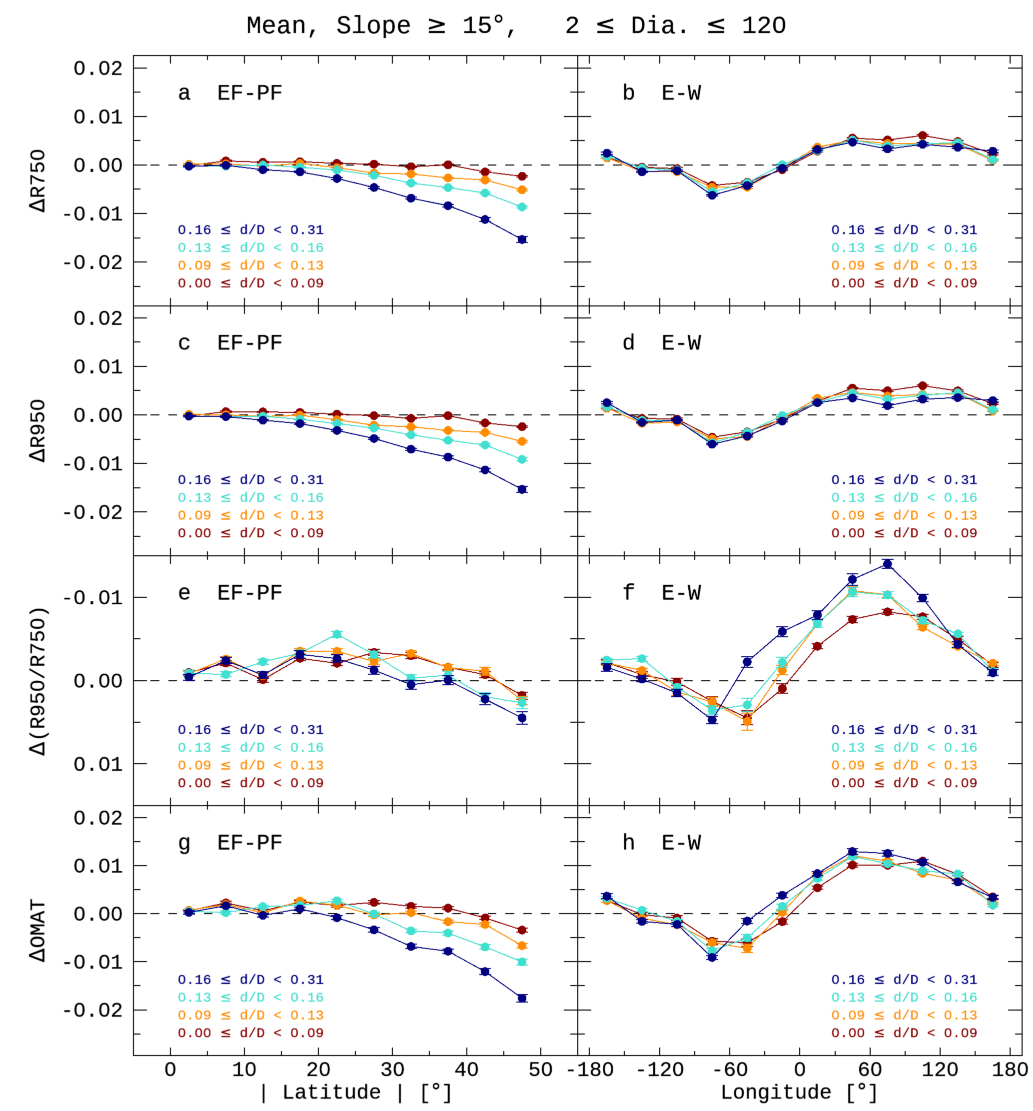 Mean, Slope ≥ 15°, 2 ≤ Dia. ≤ 120
a EF-PF
b E-W
ΔR750
0.02
0.01
0.00
-0.01
-0.02
0.16 ≤ d/D < 0.31
0.13 ≤ d/D < 0.16
0.09 ≤ d/D < 0.13
0.00 ≤ d/D < 0.09
0.16 ≤ d/D < 0.31
0.13 ≤ d/D < 0.16
0.09 ≤ d/D < 0.13
0.00 ≤ d/D < 0.09
c EF-PF
d E-W
ΔR950
0.02
0.01
0.00
-0.01
-0.02
0.16 ≤ d/D < 0.31
0.13 ≤ d/D < 0.16
0.09 ≤ d/D < 0.13
0.00 ≤ d/D < 0.09
0.16 ≤ d/D < 0.31
0.13 ≤ d/D < 0.16
0.09 ≤ d/D < 0.13
0.00 ≤ d/D < 0.09
e EF-PF
f E-W
Δ(R950/R750)
-0.01
0.00
0.01
0.16 ≤ d/D < 0.31
0.13 ≤ d/D < 0.16
0.09 ≤ d/D < 0.13
0.00 ≤ d/D < 0.09
0.16 ≤ d/D < 0.31
0.13 ≤ d/D < 0.16
0.09 ≤ d/D < 0.13
0.00 ≤ d/D < 0.09
g EF-PF
h E-W
ΔOMAT
0.02
0.01
0.00
-0.01
-0.02
0.16 ≤ d/D < 0.31
0.13 ≤ d/D < 0.16
0.09 ≤ d/D < 0.13
0.00 ≤ d/D < 0.09
0.16 ≤ d/D < 0.31
0.13 ≤ d/D < 0.16
0.09 ≤ d/D < 0.13
0.00 ≤ d/D < 0.09
0 10 20 30 40 50
-180 -120 -60 0 60 120 180
| Latitude | [°]
Longitude [°]